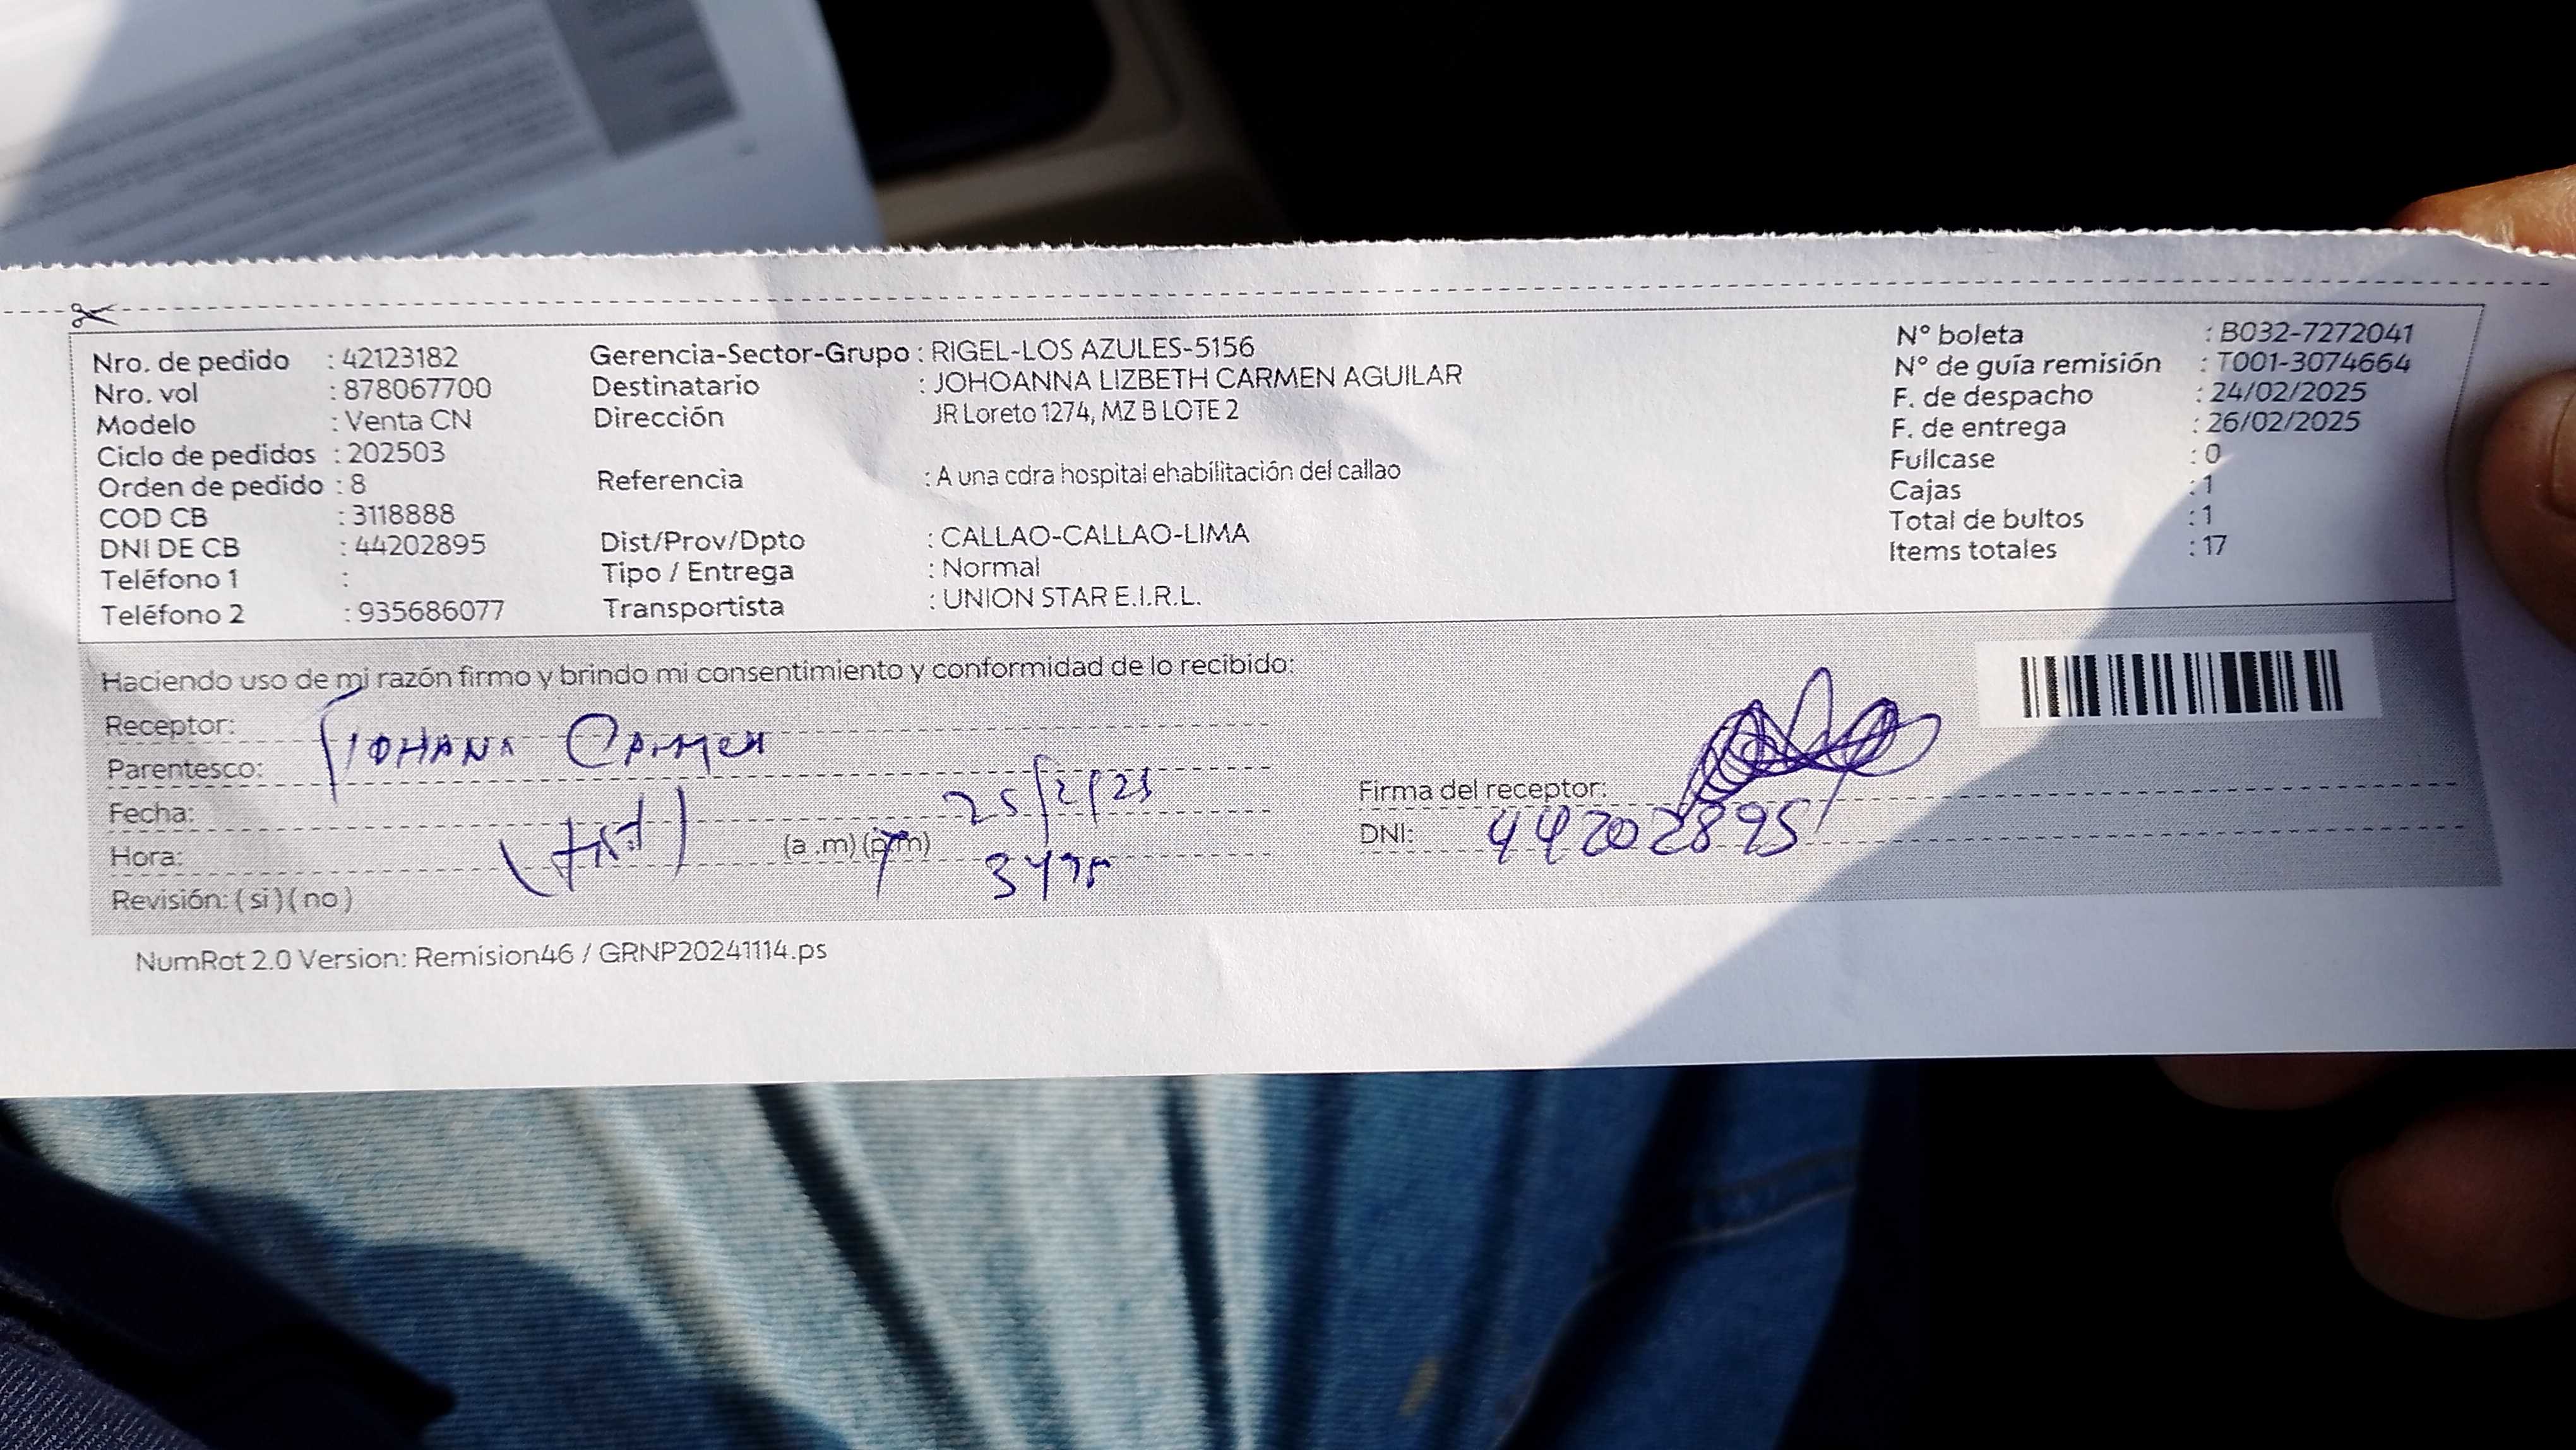 Nro. de pedido : 42123182
Nro. vol : 878067700
Modelo : Venta CN
Ciclo de pedidos : 202503
Orden de pedido : 8
COD CB : 3118888
DNI DE CB : 44202895
Teléfono 1 :
Teléfono 2 : 935686077
Gerencia-Sector-Grupo : RIGEL-LOS AZULES-5156
Destinatario : JOHOANNA LIZBETH CARMEN AGUILAR
Dirección JR Loreto 1274, MZ B LOTE 2
Referencia : A una cdra hospital ehabilitación del callao
Dist/Prov/Dpto : CALLAO-CALLAO-LIMA
Tipo / Entrega : Normal
Transportista : UNION STAR E.I.R.L.
N° boleta : B032-7272041
N° de guía remisión : T001-3074664
F. de despacho : 24/02/2025
F. de entrega : 26/02/2025
Fullcase : 0
Cajas : 1
Total de bultos : 1
Items totales : 17
Haciendo uso de mi razón firmo y brindo mi consentimiento y conformidad de lo recibido:
Receptor: JOHANA CARMEN
Parentesco:
Fecha: 25/2/25
Hora: (a .m) (p.m)
Revisión: ( si ) ( no )
Firma del receptor:
DNI: 44202895
NumRot 2.0 Version: Remision46 / GRNP20241114.ps